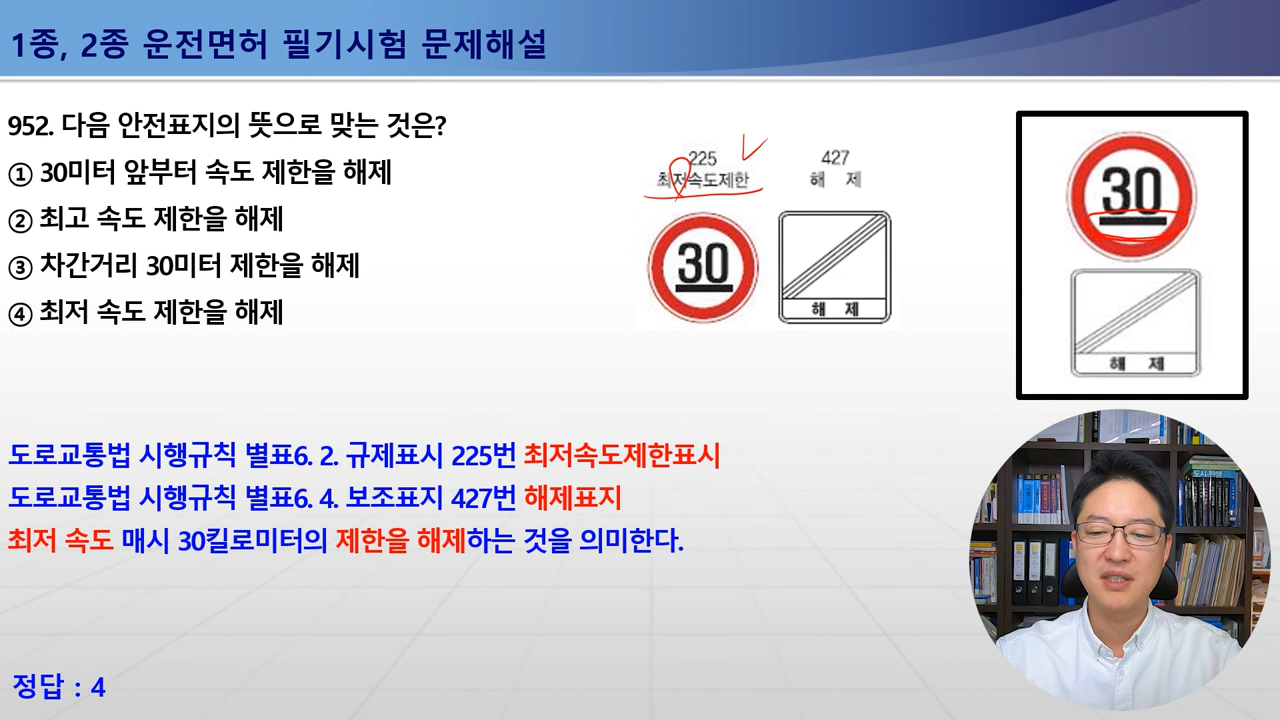 1종, 2종 운전면허 필기시험 문제해설
952. 다음 안전표지의 뜻으로 맞는 것은?
① 30미터 앞부터 속도 제한을 해제
② 최고 속도 제한을 해제
③ 차간거리 30미터 제한을 해제
④ 최저 속도 제한을 해제
225
최저속도제한
30
427
해 제
해 제
30
해 제
도로교통법 시행규칙 별표6. 2. 규제표시 225번 최저속도제한표시
도로교통법 시행규칙 별표6. 4. 보조표지 427번 해제표지
최저 속도 매시 30킬로미터의 제한을 해제하는 것을 의미한다.
정답 : 4